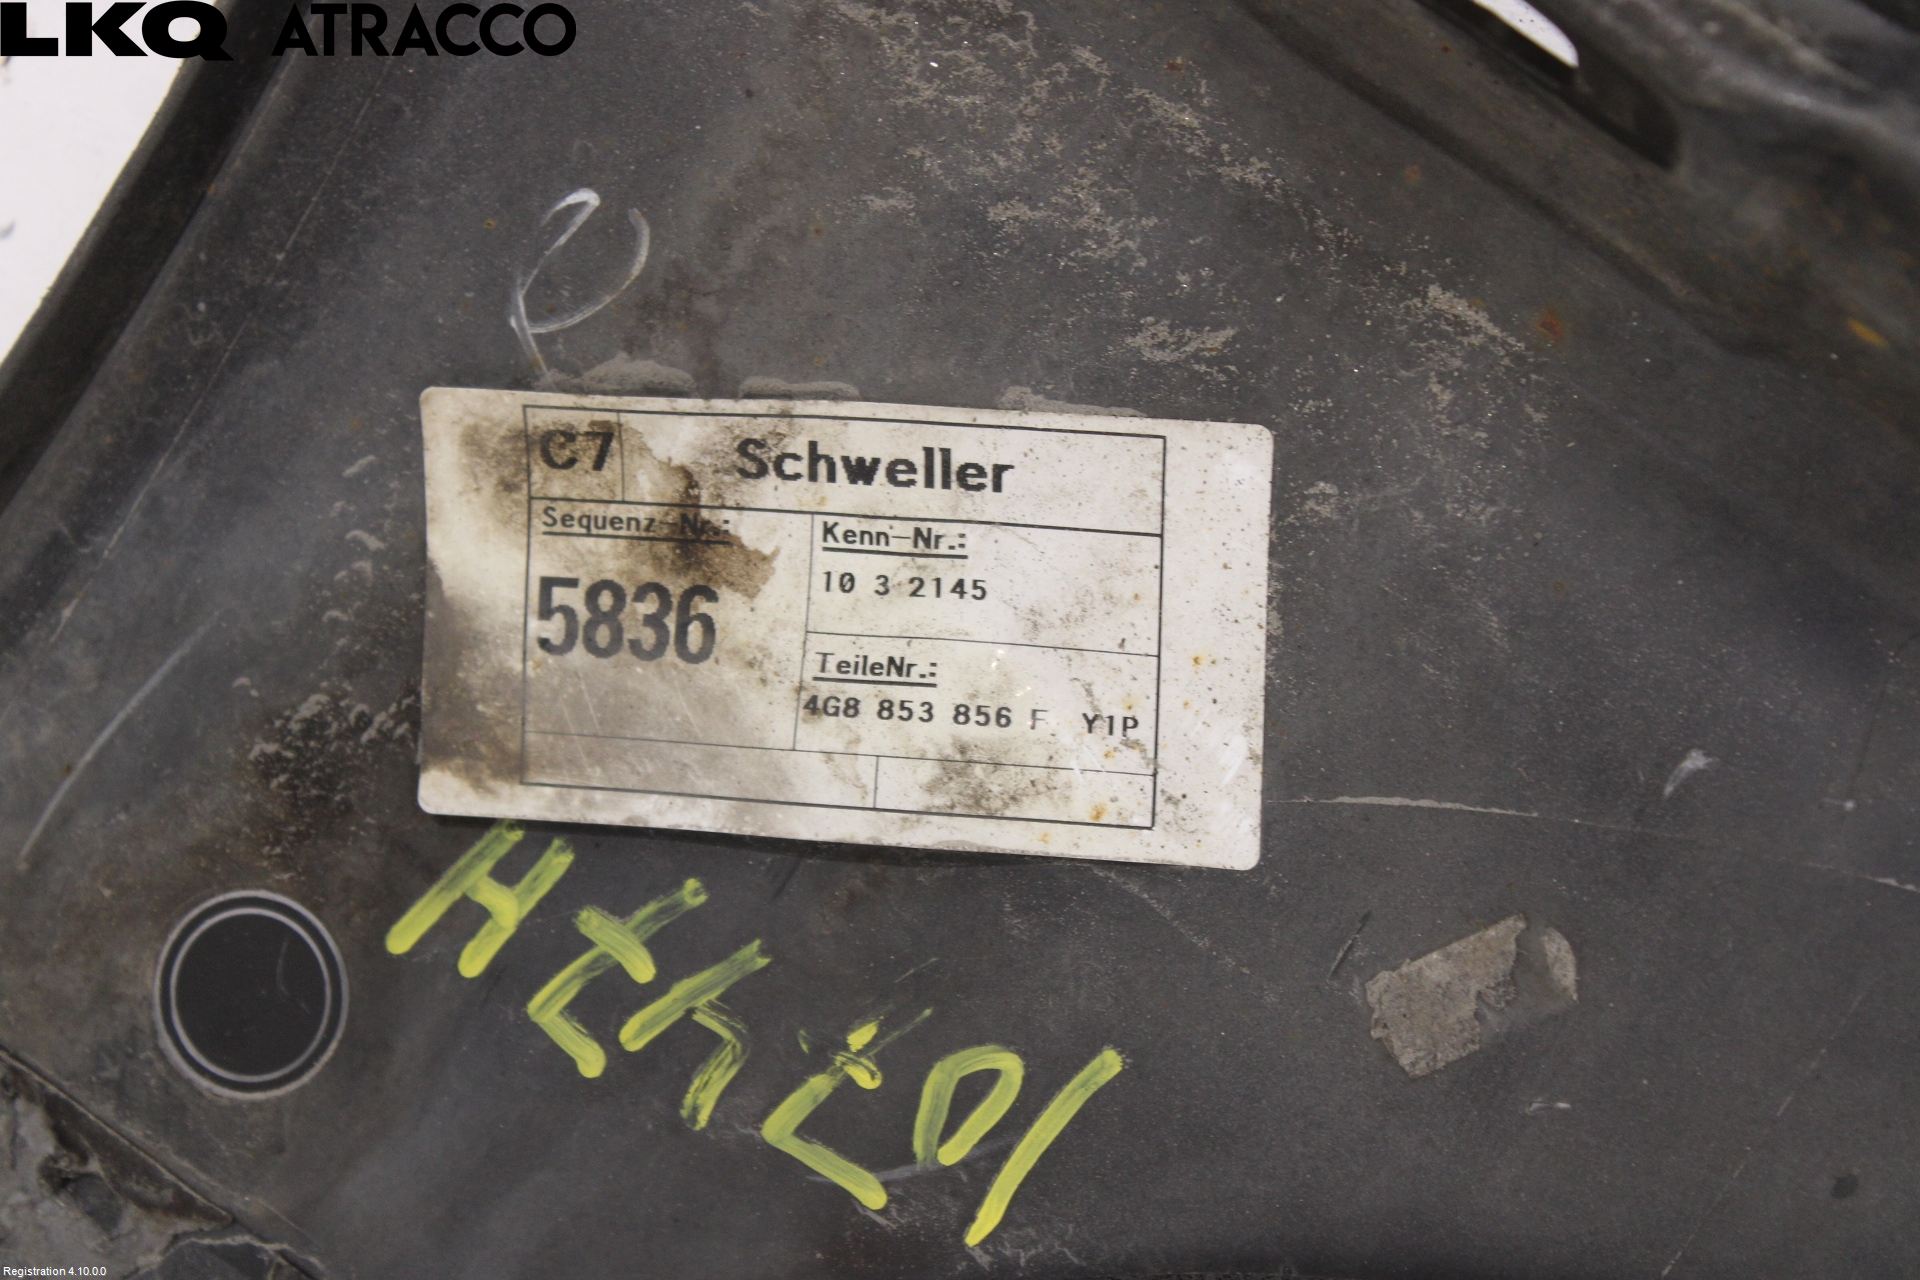 LKQ ATRACCO
C7 Schweller
Sequenz-Nr.:
5836
Kenn-Nr.:
10 3 2145
TeileNr.:
4G8 853 856 F Y1P
Registration 4.10.0.0